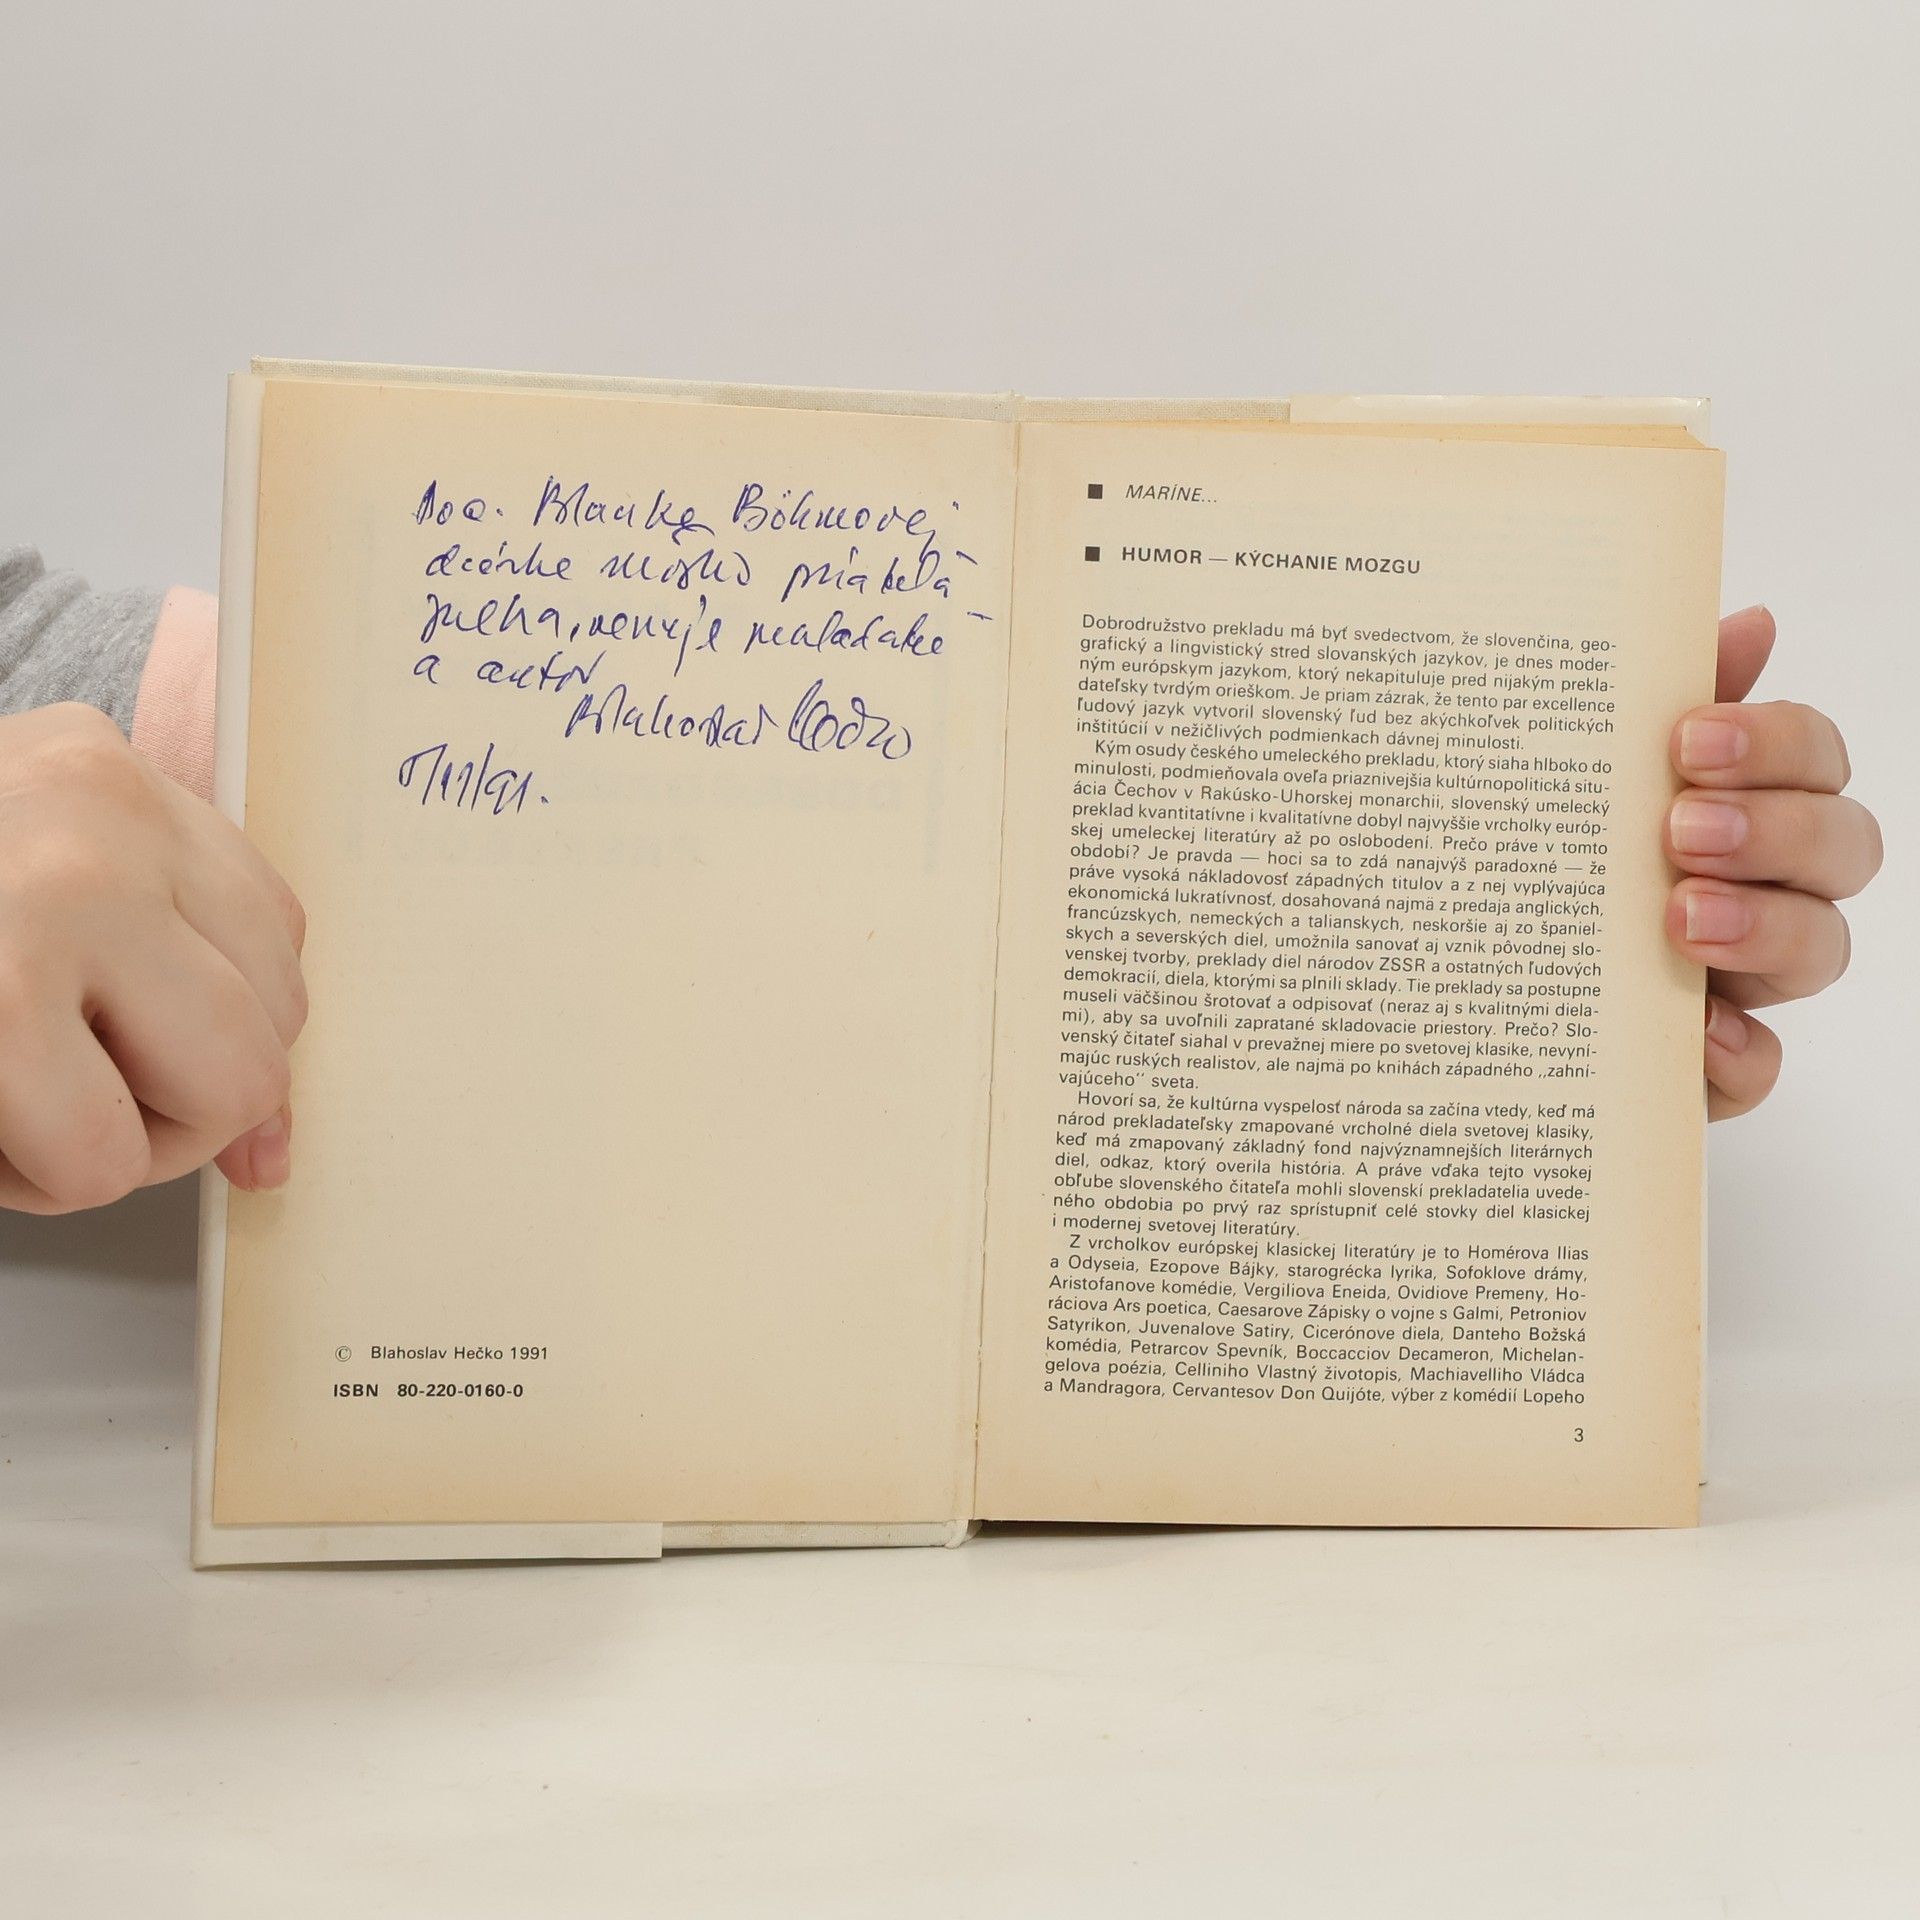 Doc. Blanke Böhmovej
dcérke môjho priateľa
venuje
a autor
Blahoslav Hečko
5/11/91.
© Blahoslav Hečko 1991
ISBN 80-220-0160-0
■ MARÍNE...
■ HUMOR — KÝCHANIE MOZGU
Dobrodružstvo prekladu má byť svedectvom, že slovenčina, geo-
grafický a lingvistický stred slovanských jazykov, je dnes moder-
ným európskym jazykom, ktorý nekapituluje pred nijakým prekla-
dateľsky tvrdým orieškom. Je priam zázrak, že tento par excellence
ľudový jazyk vytvoril slovenský ľud bez akýchkoľvek politických
inštitúcií v nežičlivých podmienkach dávnej minulosti.
Kým osudy českého umeleckého prekladu, ktorý siaha hlboko do
minulosti, podmieňovala oveľa priaznivejšia kultúrnopolitická situ-
ácia Čechov v Rakúsko-Uhorskej monarchii, slovenský umelecký
preklad kvantitatívne i kvalitatívne dobyl najvyššie vrcholky európ-
skej umeleckej literatúry až po oslobodení. Prečo práve v tomto
období? Je pravda — hoci sa to zdá nanajvýš paradoxné — že
práve vysoká nákladovosť západných titulov a z nej vyplývajúca
ekonomická lukratívnosť, dosahovaná najmä z predaja anglických,
francúzskych, nemeckých a talianskych, neskoršie aj zo španiel-
skych a severských diel, umožnila sanovať aj vznik pôvodnej slo-
venskej tvorby, preklady diel národov ZSSR a ostatných ľudových
demokracií, diela, ktorými sa plnili sklady. Tie preklady sa postupne
museli väčšinou šrotovať a odpisovať (neraz aj s kvalitnými diela-
mi), aby sa uvoľnili zapratané skladovacie priestory. Prečo? Slo-
venský čitateľ siahal v prevažnej miere po svetovej klasike, nevyní-
majúc ruských realistov, ale najmä po knihách západného ,,zahní-
vajúceho'' sveta.
Hovorí sa, že kultúrna vyspelosť národa sa začína vtedy, keď má
národ prekladateľsky zmapované vrcholné diela svetovej klasiky,
keď má zmapovaný základný fond najvýznamnejších literárnych
diel, odkaz, ktorý overila história. A práve vďaka tejto vysokej
obľube slovenského čitateľa mohli slovenskí prekladatelia uvede-
ného obdobia po prvý raz sprístupniť celé stovky diel klasickej
i modernej svetovej literatúry.
Z vrcholkov európskej klasickej literatúry je to Homérova Ilias
a Odyseia, Ezopove Bájky, starogrécka lyrika, Sofoklove drámy,
Aristofanove komédie, Vergiliova Eneida, Ovidiove Premeny, Ho-
ráciova Ars poetica, Caesarove Zápisky o vojne s Galmi, Petroniov
Satyrikon, Juvenalove Satiry, Cicerónove diela, Danteho Božská
komédia, Petrarcov Spevník, Boccacciov Decameron, Michelan-
gelova poézia, Celliniho Vlastný životopis, Machiavelliho Vládca
a Mandragora, Cervantesov Don Quijóte, výber z komédií Lopeho
3